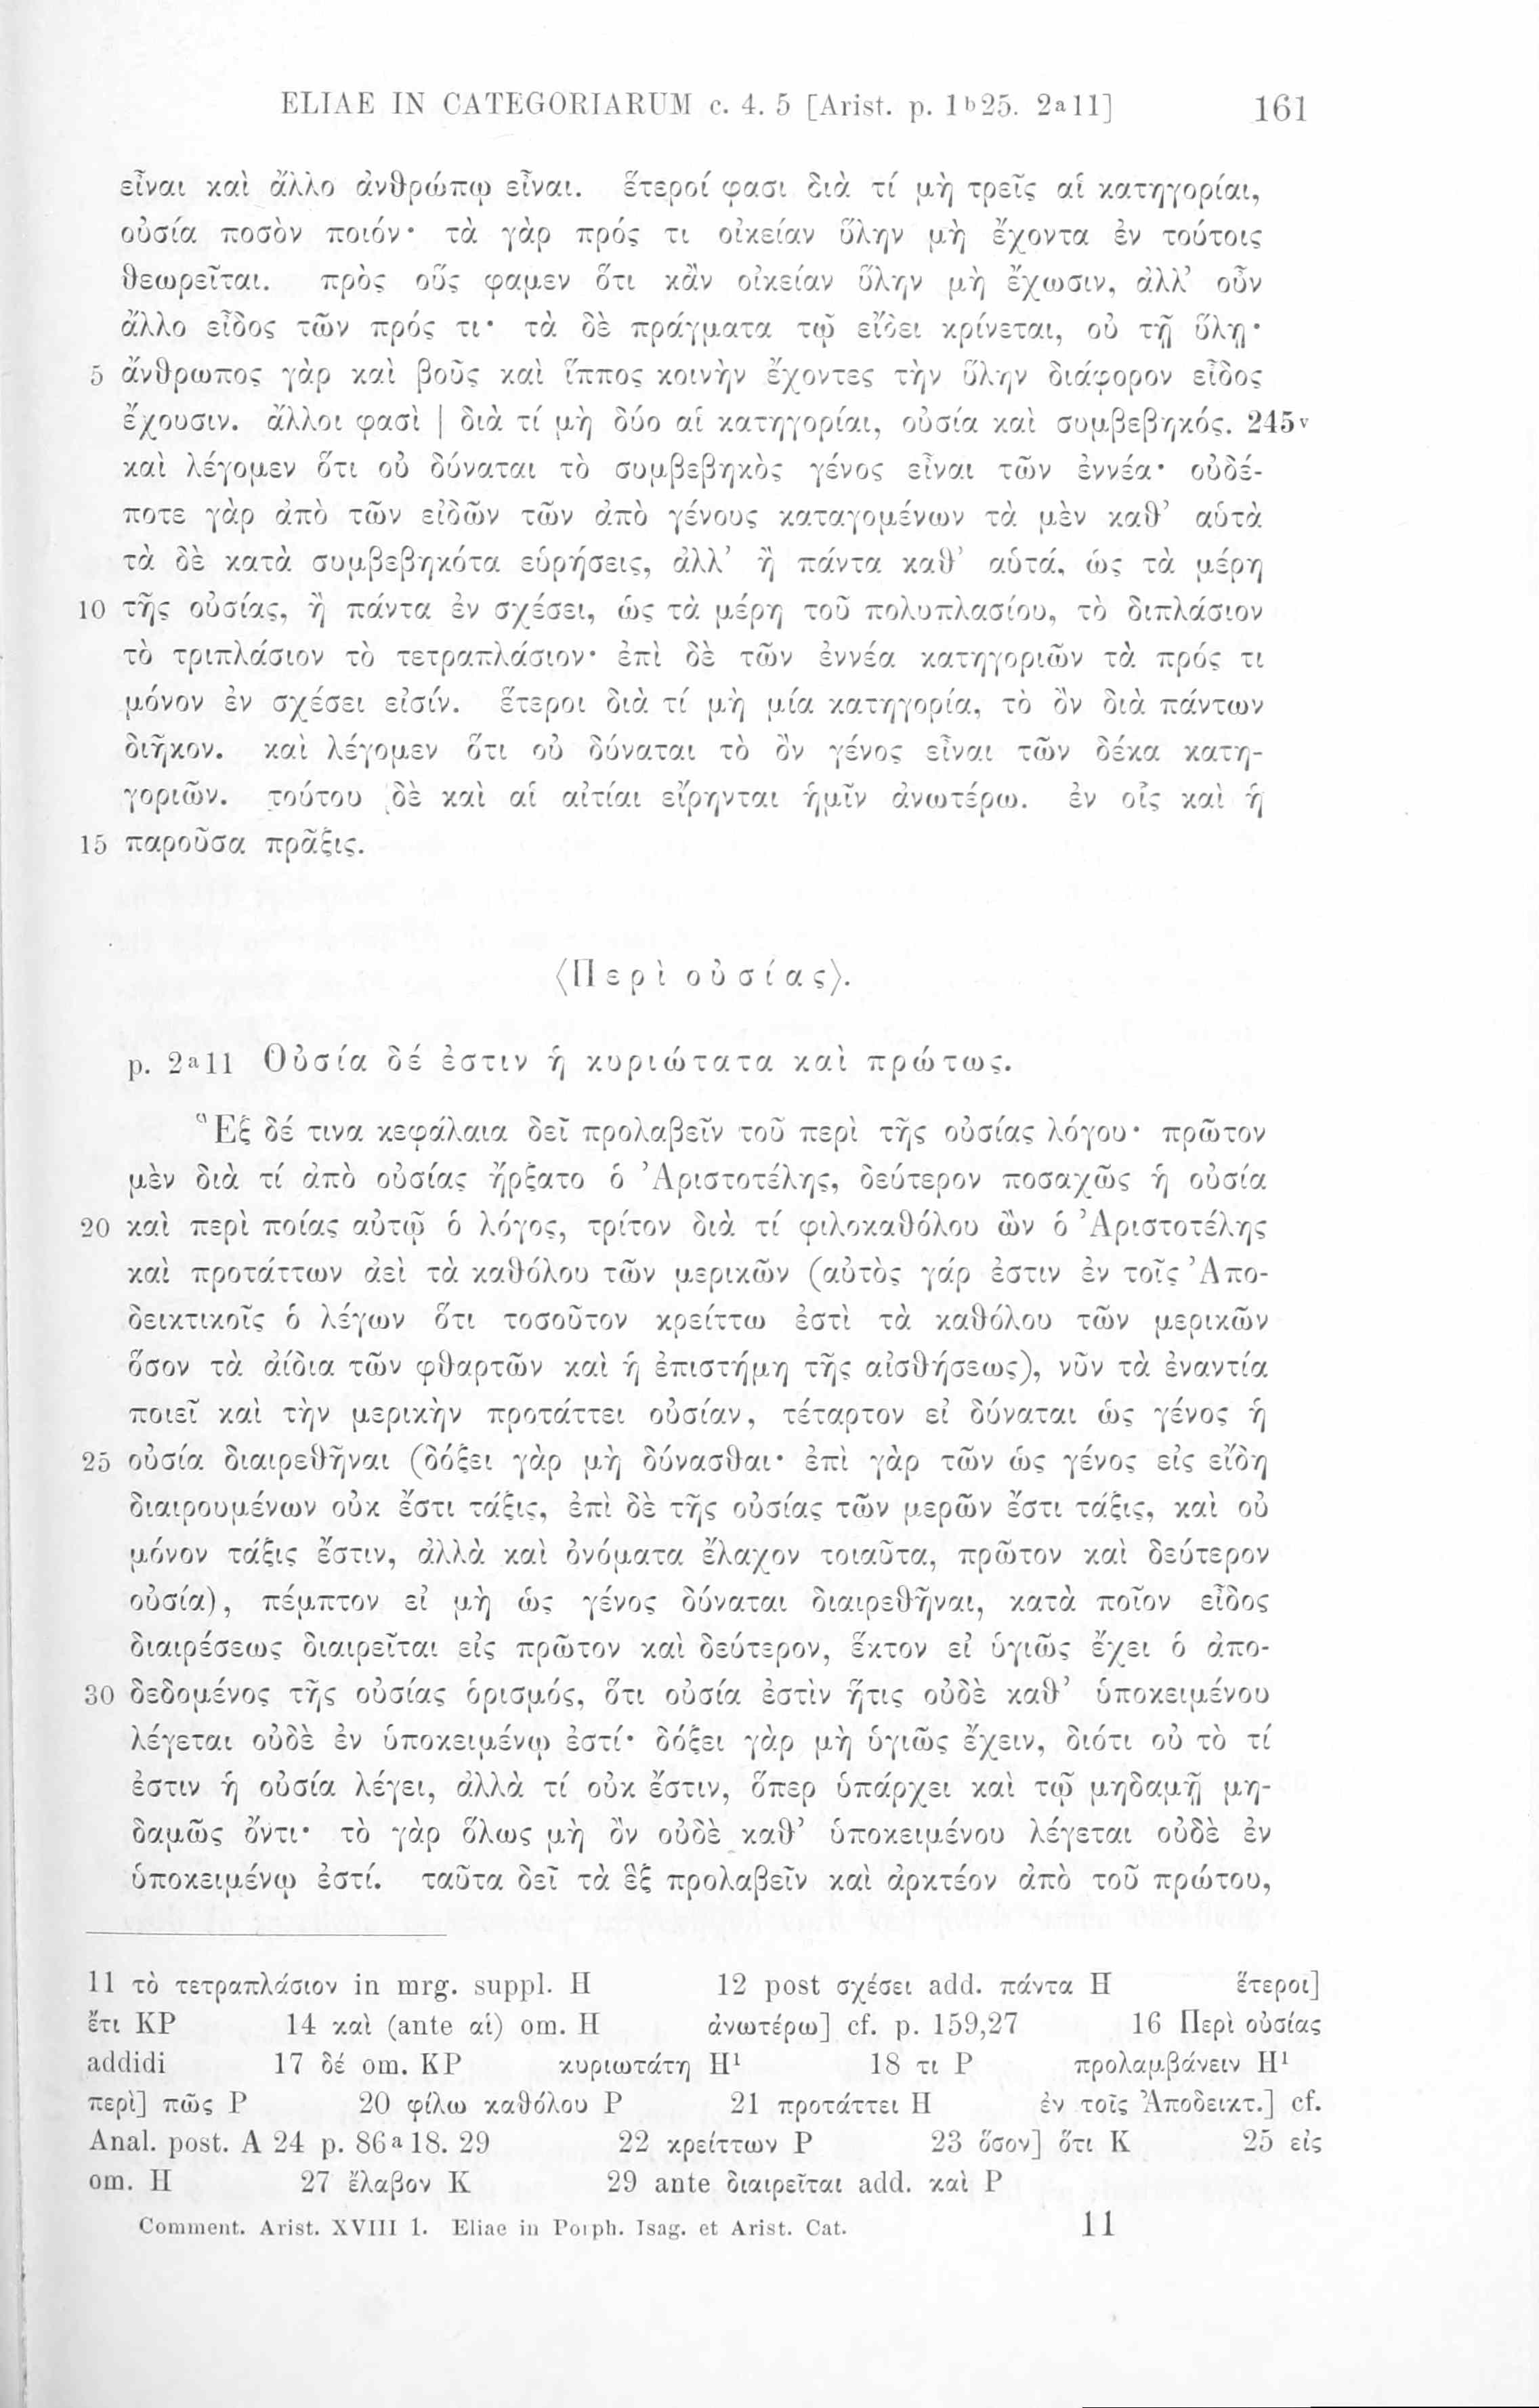 ELIAE IN CATEGORIARUM c. 4. 5 [Arist. p. 1b25. 2a11] 161
εἶναι καὶ ἄλλο ἀνθρώπῳ εἶναι. ἕτεροί φασι διὰ τί μὴ τρεῖς αἱ κατηγορίαι,
οὐσία ποσὸν ποιόν· τὰ γὰρ πρός τι οἰκείαν ὕλην μὴ ἔχοντα ἐν τούτοις
θεωρεῖται. πρὸς οὕς φαμεν ὅτι κἂν οἰκείαν ὕλην μὴ ἔχωσιν, ἀλλ’ οὖν
ἄλλο εἶδος τῶν πρός τι· τὰ δὲ πράγματα τῷ εἴδει κρίνεται, οὐ τῇ ὕλῃ·
5 ἄνθρωπος γὰρ καὶ βοῦς καὶ ἵππος κοινὴν ἔχοντες τὴν ὕλην διάφορον εἶδος
ἔχουσιν. ἄλλοι φασὶ | διὰ τί μὴ δύο αἱ κατηγορίαι, οὐσία καὶ συμβεβηκός. 245v
καὶ λέγομεν ὅτι οὐ δύναται τὸ συμβεβηκὸς γένος εἶναι τῶν ἐννέα· οὐδέ-
ποτε γὰρ ἀπὸ τῶν εἰδῶν τῶν ἀπὸ γένους καταγομένων τὰ μὲν καθ’ αὑτὰ
τὰ δὲ κατὰ συμβεβηκότα εὑρήσεις, ἀλλ’ ἢ πάντα καθ’ αὑτά, ὡς τὰ μέρη
10 τῆς οὐσίας, ἢ πάντα ἐν σχέσει, ὡς τὰ μέρη τοῦ πολυπλασίου, τὸ διπλάσιον
τὸ τριπλάσιον τὸ τετραπλάσιον· ἐπὶ δὲ τῶν ἐννέα κατηγοριῶν τὰ πρός τι
μόνον ἐν σχέσει εἰσίν. ἕτεροι διὰ τί μὴ μία κατηγορία, τὸ ὂν διὰ πάντων
διῆκον. καὶ λέγομεν ὅτι οὐ δύναται τὸ ὂν γένος εἶναι τῶν δέκα κατη-
γοριῶν. τούτου δὲ καὶ αἱ αἰτίαι εἴρηνται ἡμῖν ἀνωτέρω. ἐν οἷς καὶ ἡ
15 παροῦσα πρᾶξις.
⟨Περὶ οὐσίας⟩.
p. 2a11 Οὐσία δέ ἐστιν ἡ κυριώτατα καὶ πρώτως.
Ἓξ δέ τινα κεφάλαια δεῖ προλαβεῖν τοῦ περὶ τῆς οὐσίας λόγου· πρῶτον
μὲν διὰ τί ἀπὸ οὐσίας ἤρξατο ὁ Ἀριστοτέλης, δεύτερον ποσαχῶς ἡ οὐσία
20 καὶ περὶ ποίας αὐτῷ ὁ λόγος, τρίτον διὰ τί φιλοκαθόλου ὢν ὁ Ἀριστοτέλης
καὶ προτάττων ἀεὶ τὰ καθόλου τῶν μερικῶν (αὐτὸς γάρ ἐστιν ἐν τοῖς Ἀπο-
δεικτικοῖς ὁ λέγων ὅτι τοσοῦτον κρείττω ἐστὶ τὰ καθόλου τῶν μερικῶν
ὅσον τὰ ἀίδια τῶν φθαρτῶν καὶ ἡ ἐπιστήμη τῆς αἰσθήσεως), νῦν τὰ ἐναντία
ποιεῖ καὶ τὴν μερικὴν προτάττει οὐσίαν, τέταρτον εἰ δύναται ὡς γένος ἡ
25 οὐσία διαιρεθῆναι (δόξει γὰρ μὴ δύνασθαι· ἐπὶ γὰρ τῶν ὡς γένος εἰς εἴδη
διαιρουμένων οὐκ ἔστι τάξις, ἐπὶ δὲ τῆς οὐσίας τῶν μερῶν ἔστι τάξις, καὶ οὐ
μόνον τάξις ἔστιν, ἀλλὰ καὶ ὀνόματα ἔλαχον τοιαῦτα, πρῶτον καὶ δεύτερον
οὐσία), πέμπτον εἰ μὴ ὡς γένος δύναται διαιρεθῆναι, κατὰ ποῖον εἶδος
διαιρέσεως διαιρεῖται εἰς πρῶτον καὶ δεύτερον, ἕκτον εἰ ὑγιῶς ἔχει ὁ ἀπο-
30 δεδομένος τῆς οὐσίας ὁρισμός, ὅτι οὐσία ἐστὶν ἥτις οὐδὲ καθ’ ὑποκειμένου
λέγεται οὐδὲ ἐν ὑποκειμένῳ ἐστί· δόξει γὰρ μὴ ὑγιῶς ἔχειν, διότι οὐ τὸ τί
ἐστιν ἡ οὐσία λέγει, ἀλλὰ τί οὐκ ἔστιν, ὅπερ ὑπάρχει καὶ τῷ μηδαμῇ μη-
δαμῶς ὄντι· τὸ γὰρ ὅλως μὴ ὂν οὐδὲ καθ’ ὑποκειμένου λέγεται οὐδὲ ἐν
ὑποκειμένῳ ἐστί. ταῦτα δεῖ τὰ ἓξ προλαβεῖν καὶ ἀρκτέον ἀπὸ τοῦ πρώτου,
11 τὸ τετραπλάσιον in mrg. suppl. H 12 post σχέσει add. πάντα H ἕτεροι]
ἔτι KP 14 καὶ (ante αἱ) om. H ἀνωτέρω] cf. p. 159,27 16 Περὶ οὐσίας
addidi 17 δέ om. KP κυριωτάτη H1 18 τι P προλαμβάνειν H1
περὶ] πῶς P 20 φίλω καθόλου P 21 προτάττει H ἐν τοῖς Ἀποδεικτ.] cf.
Anal. post. A 24 p. 86a18. 29 22 κρείττων P 23 ὅσον] ὅτι K 25 εἰς
om. H 27 ἔλαβον K 29 ante διαιρεῖται add. καὶ P
Comment. Arist. XVIII 1. Eliae in Porph. Isag. et Arist. Cat. 11